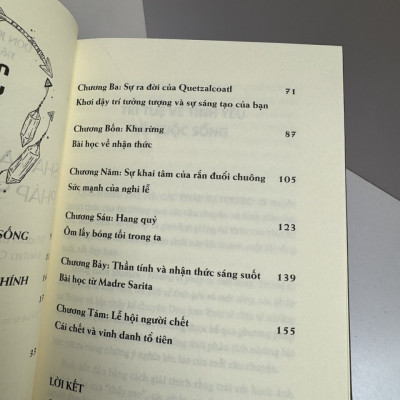 SỐNG
HÍNH
Chương Ba: Sự ra đời của Quetzalcoatl 71
Khơi dậy trí tưởng tượng và sự sáng tạo của bạn
Chương Bốn: Khu rừng 87
Bài học về nhận thức
Chương Năm: Sự khai tâm của rắn đuôi chuông 105
Sức mạnh của nghi lễ
Chương Sáu: Hang quỷ 123
Ôm lấy bóng tối trong ta
Chương Bảy: Thần tính và nhận thức sáng suốt 139
Bài học từ Madre Sarita
Chương Tám: Lễ hội người chết 155
Cái chết và vinh danh tổ tiên
LỜI KẾT